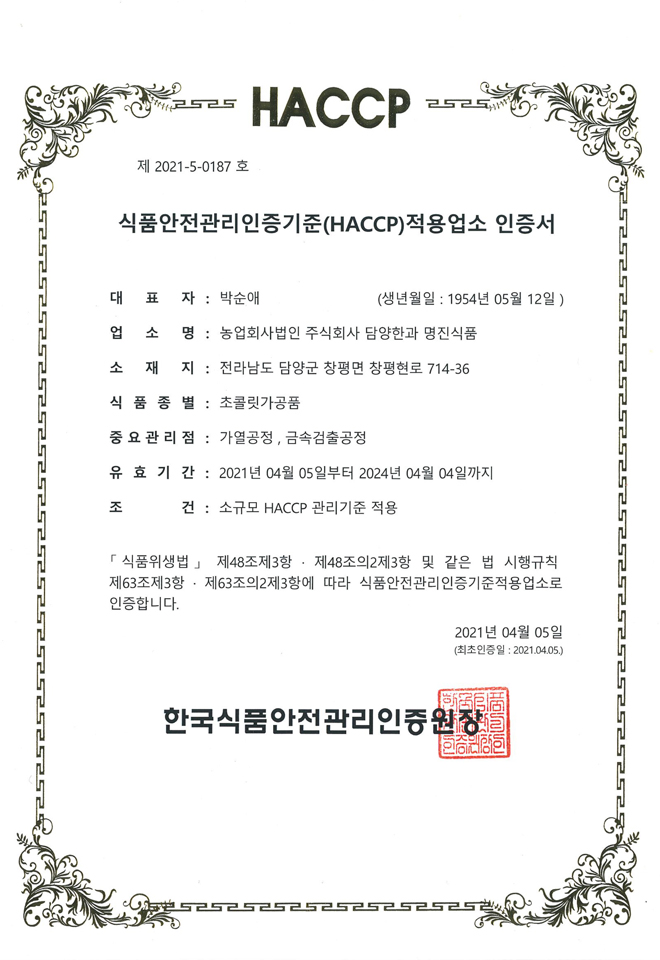 HACCP
제 2021-5-0187 호
식품안전관리인증기준(HACCP)적용업소 인증서
대 표 자 : 박순애 (생년월일 : 1954년 05월 12일 )
업 소 명 : 농업회사법인 주식회사 담양한과 명진식품
소 재 지 : 전라남도 담양군 창평면 창평현로 714-36
식 품 종 별 : 초콜릿가공품
중요관리점 : 가열공정 , 금속검출공정
유 효 기 간 : 2021년 04월 05일부터 2024년 04월 04일까지
조 건 : 소규모 HACCP 관리기준 적용
「식품위생법」 제48조제3항 · 제48조의2제3항 및 같은 법 시행규칙
제63조제3항 · 제63조의2제3항에 따라 식품안전관리인증기준적용업소로
인증합니다.
2021년 04월 05일
(최초인증일 : 2021.04.05.)
한국식품안전관리인증원장